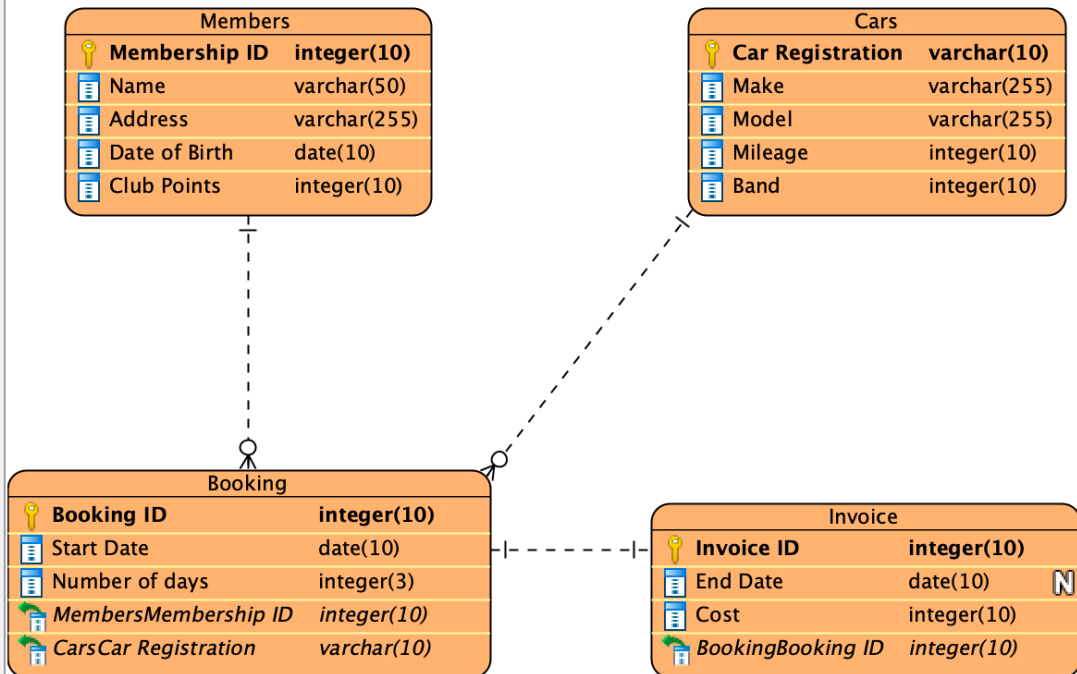 Members
Membership ID integer(10)
Name varchar(50)
Address varchar(255)
Date of Birth date(10)
Club Points integer(10)
Cars
Car Registration varchar(10)
Make varchar(255)
Model varchar(255)
Mileage integer(10)
Band integer(10)
Booking
Booking ID integer(10)
Start Date date(10)
Number of days integer(3)
MembersMembership ID integer(10)
CarsCar Registration varchar(10)
Invoice
Invoice ID integer(10)
End Date date(10) N
Cost integer(10)
BookingBooking ID integer(10)